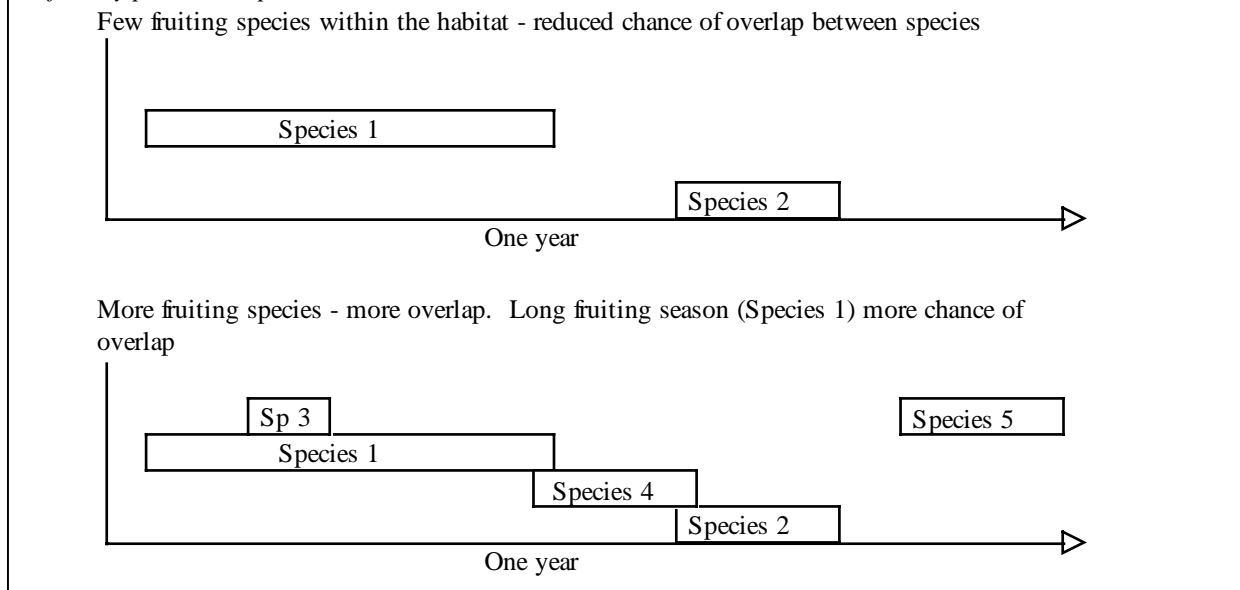 Few fruiting species within the habitat - reduced chance of overlap between species
Species 1
Species 2
One year
More fruiting species - more overlap.  Long fruiting season (Species 1) more chance of
overlap
Sp 3
Species 5
Species 1
Species 4
Species 2
One year